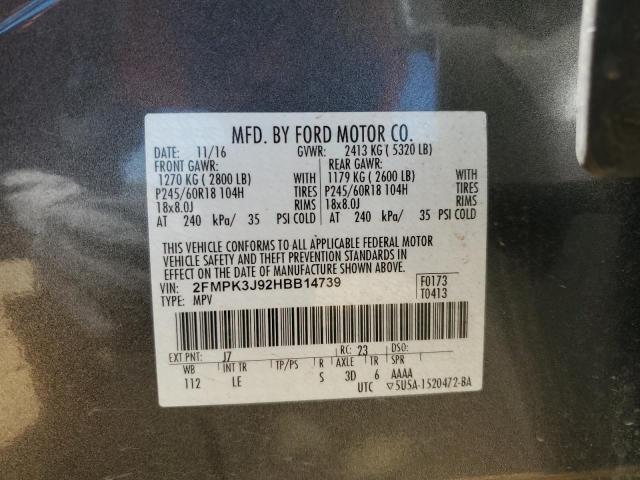 MFD. BY FORD MOTOR CO.
DATE: 11/16 GVWR: 2413 KG ( 5320 LB)
FRONT GAWR: REAR GAWR:
1270 KG ( 2800 LB) WITH 1179 KG ( 2600 LB) WITH
P245/60R18 104H TIRES P245/60R18 104H TIRES
18x8.0J RIMS 18x8.0J RIMS
AT 240 kPa/ 35 PSI COLD AT 240 kPa/ 35 PSI COLD
THIS VEHICLE CONFORMS TO ALL APPLICABLE FEDERAL MOTOR
VEHICLE SAFETY AND THEFT PREVENTION STANDARDS IN
EFFECT ON THE DATE OF MANUFACTURE SHOWN ABOVE.
VIN: 2FMPK3J92HBB14739 F0173
TYPE: MPV T0413
EXT PNT: J7 RC: 23 DSO:
WB INT TR TP/PS R AXLE TR SPR
112 LE S 3D 6 AAAA
UTC ▽5U5A-1520472-BA